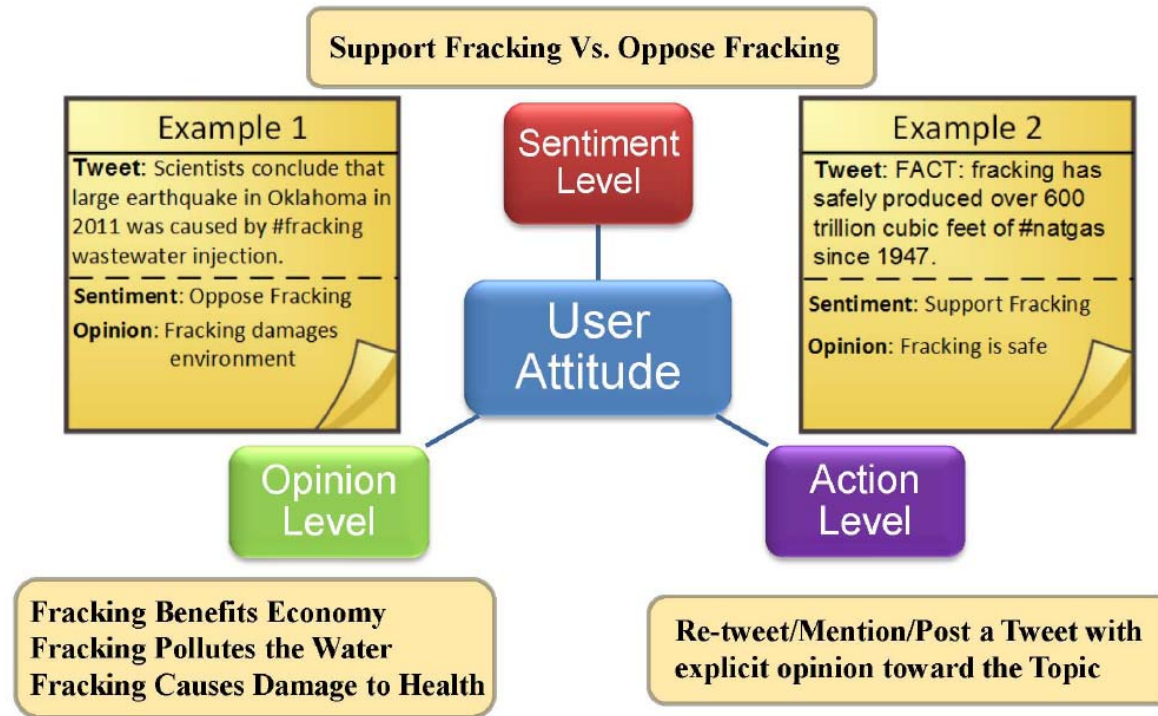 Support Fracking Vs. Oppose Fracking
Example 1
Tweet: Scientists conclude that
large earthquake in Oklahoma in
2011 was caused by #fracking
wastewater injection.
Sentiment: Oppose Fracking
Opinion: Fracking damages
environment
Sentiment
Level
Example 2
Tweet: FACT: fracking has
safely produced over 600
trillion cubic feet of #natgas
since 1947.
Sentiment: Support Fracking
Opinion: Fracking is safe
User
Attitude
Opinion
Level
Action
Level
Fracking Benefits Economy
Fracking Pollutes the Water
Fracking Causes Damage to Health
Re-tweet/Mention/Post a Tweet with
explicit opinion toward the Topic